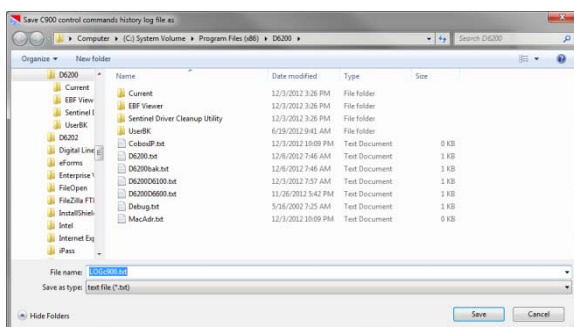 Save C900 control commands history log file as
Computer ▸ (C:) System Volume ▸ Program Files (x86) ▸ D6200 ▸
Search D6200
Organize ▾ New folder
Name Date modified Type Size
D6200
Current
EBF View
Sentinel
UserBK
D6202
Digital Line
eForms
Enterprise
FileOpen
FileZilla FT
InstallShiel
Intel
Internet Exp
iPass
Current 12/3/2012 3:26 PM File folder
EBF Viewer 12/3/2012 3:26 PM File folder
Sentinel Driver Cleanup Utility 12/3/2012 3:26 PM File folder
UserBK 6/19/2012 9:41 AM File folder
CoboxIP.txt 12/3/2012 10:09 PM Text Document 0 KB
D6200.txt 12/6/2012 7:46 AM Text Document 1 KB
D6200bak.txt 12/6/2012 7:46 AM Text Document 1 KB
D6200D6100.txt 12/3/2012 7:57 AM Text Document 1 KB
D6200D6600.txt 11/26/2012 5:42 PM Text Document 1 KB
Debug.txt 5/16/2002 7:25 AM Text Document 1 KB
MacAdr.txt 12/3/2012 10:09 PM Text Document 0 KB
File name: LOGc900.txt
Save as type: text file (*.txt)
Hide Folders
Save
Cancel